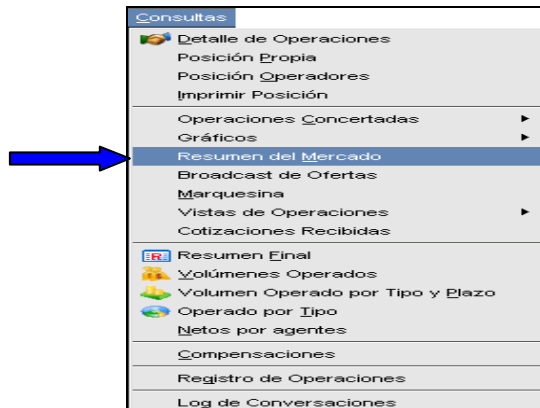 Consultas
Detalle de Operaciones
Posición Propia
Posición Operadores
Imprimir Posición
Operaciones Concertadas
Gráficos
Resumen del Mercado
Broadcast de Ofertas
Marquesina
Vistas de Operaciones
Cotizaciones Recibidas
R Resumen Final
Volúmenes Operados
Volumen Operado por Tipo y Plazo
Operado por Tipo
Netos por agentes
Compensaciones
Registro de Operaciones
Log de Conversaciones